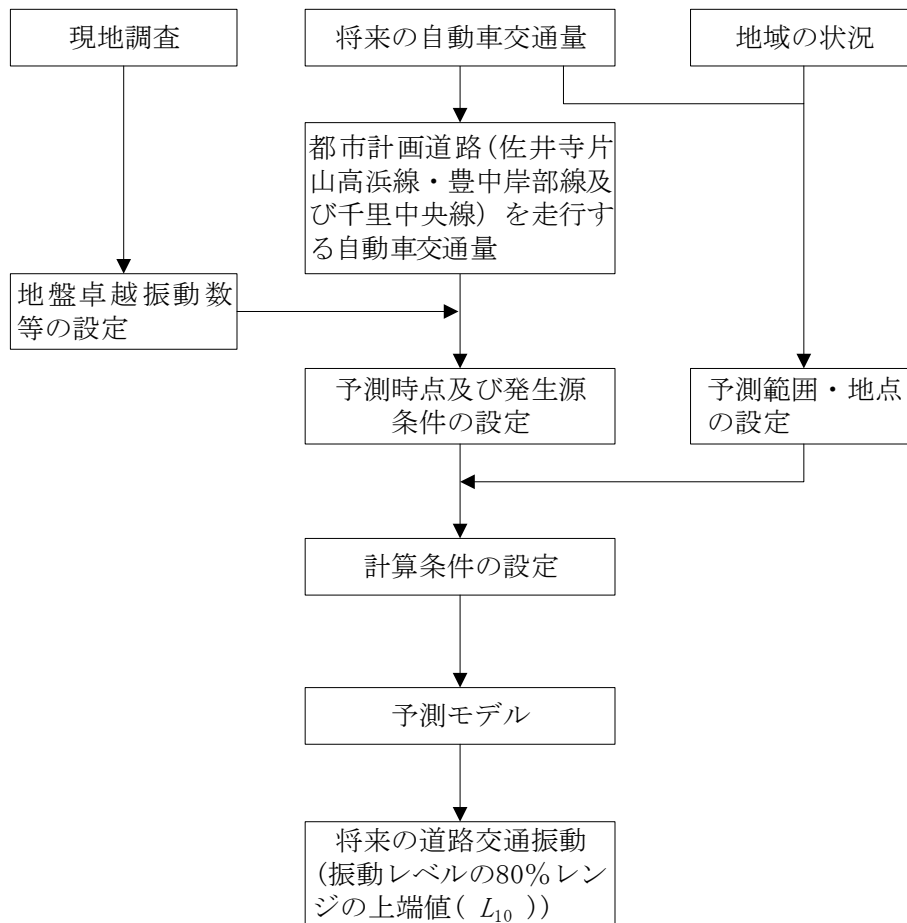 現地調査
将来の自動車交通量
地域の状況
都市計画道路(佐井寺片
山高浜線・豊中岸部線及
び千里中央線)を走行す
る自動車交通量
地盤卓越振動数
等の設定
予測時点及び発生源
条件の設定
予測範囲・地点
の設定
計算条件の設定
予測モデル
将来の道路交通振動
(振動レベルの80%レン
ジの上端値( L10 ))